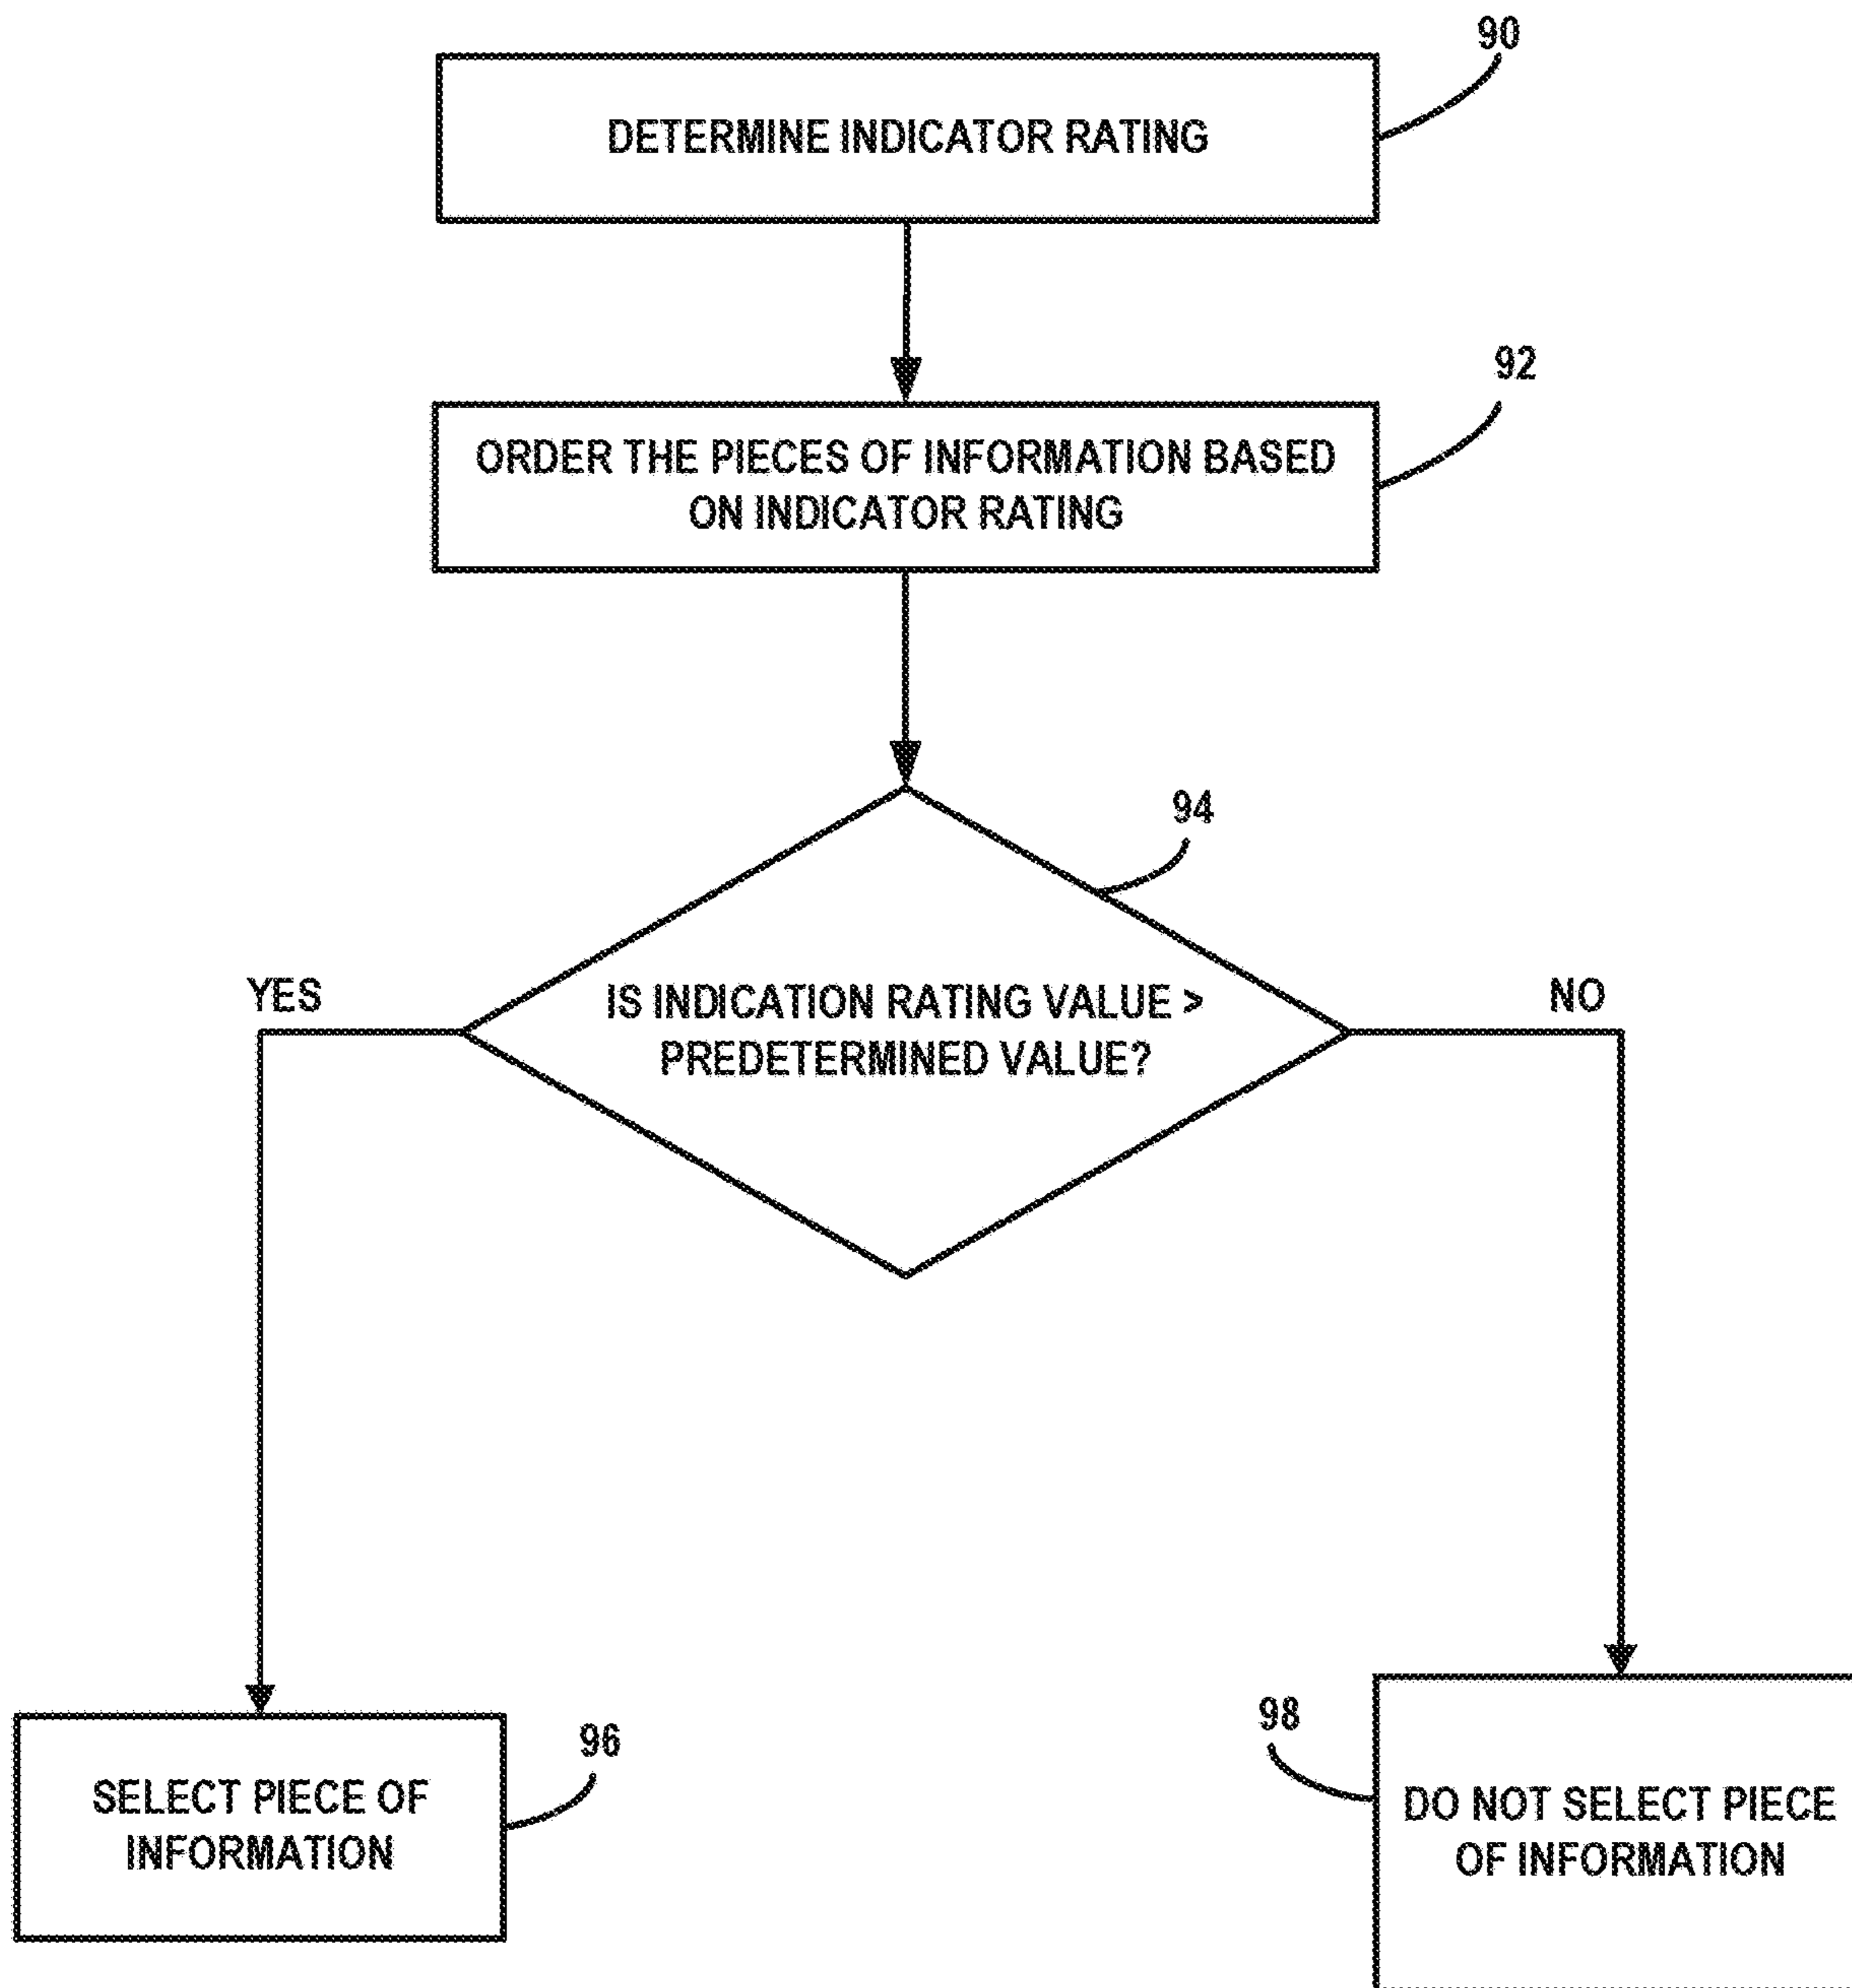 90
DETERMINE INDICATOR RATING
92
ORDER THE PIECES OF INFORMATION BASED
ON INDICATOR RATING
94
YES
IS INDICATION RATING VALUE >
PREDETERMINED VALUE?
NO
96
SELECT PIECE OF
INFORMATION
98
DO NOT SELECT PIECE
OF INFORMATION